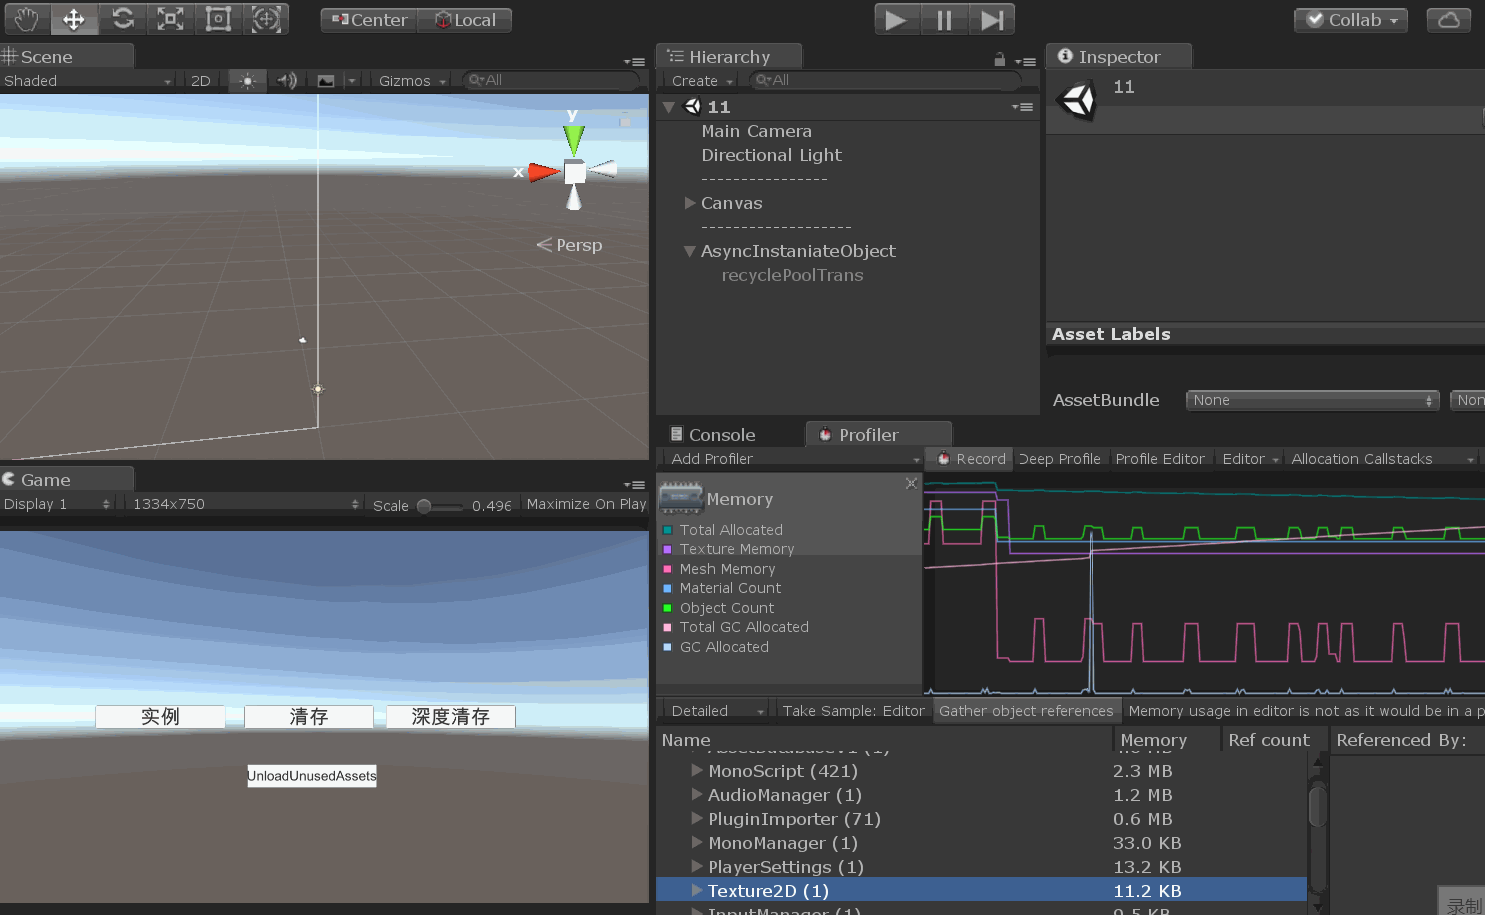 Center Local Collab
Scene
Shaded 2D Gizmos All
y
x
Persp
Hierarchy
Create All
11
Main Camera
Directional Light
----------------
Canvas
-------------------
AsyncInstaniateObject
recyclePoolTrans
Inspector
11
Asset Labels
AssetBundle None Non
Game
Display 1 1334x750 Scale 0.496 Maximize On Play
实例 清存 深度清存
UnloadUnusedAssets
Console Profiler
Add Profiler Record Deep Profile Profile Editor Editor Allocation Callstacks
Memory
Total Allocated
Texture Memory
Mesh Memory
Material Count
Object Count
Total GC Allocated
GC Allocated
Detailed Take Sample: Editor Gather object references Memory usage in editor is not as it would be in a p
Name Memory Ref count Referenced By:
MonoScript (421) 2.3 MB
AudioManager (1) 1.2 MB
PluginImporter (71) 0.6 MB
MonoManager (1) 33.0 KB
PlayerSettings (1) 13.2 KB
Texture2D (1) 11.2 KB
InputManager (1) 9.5 KB
录制